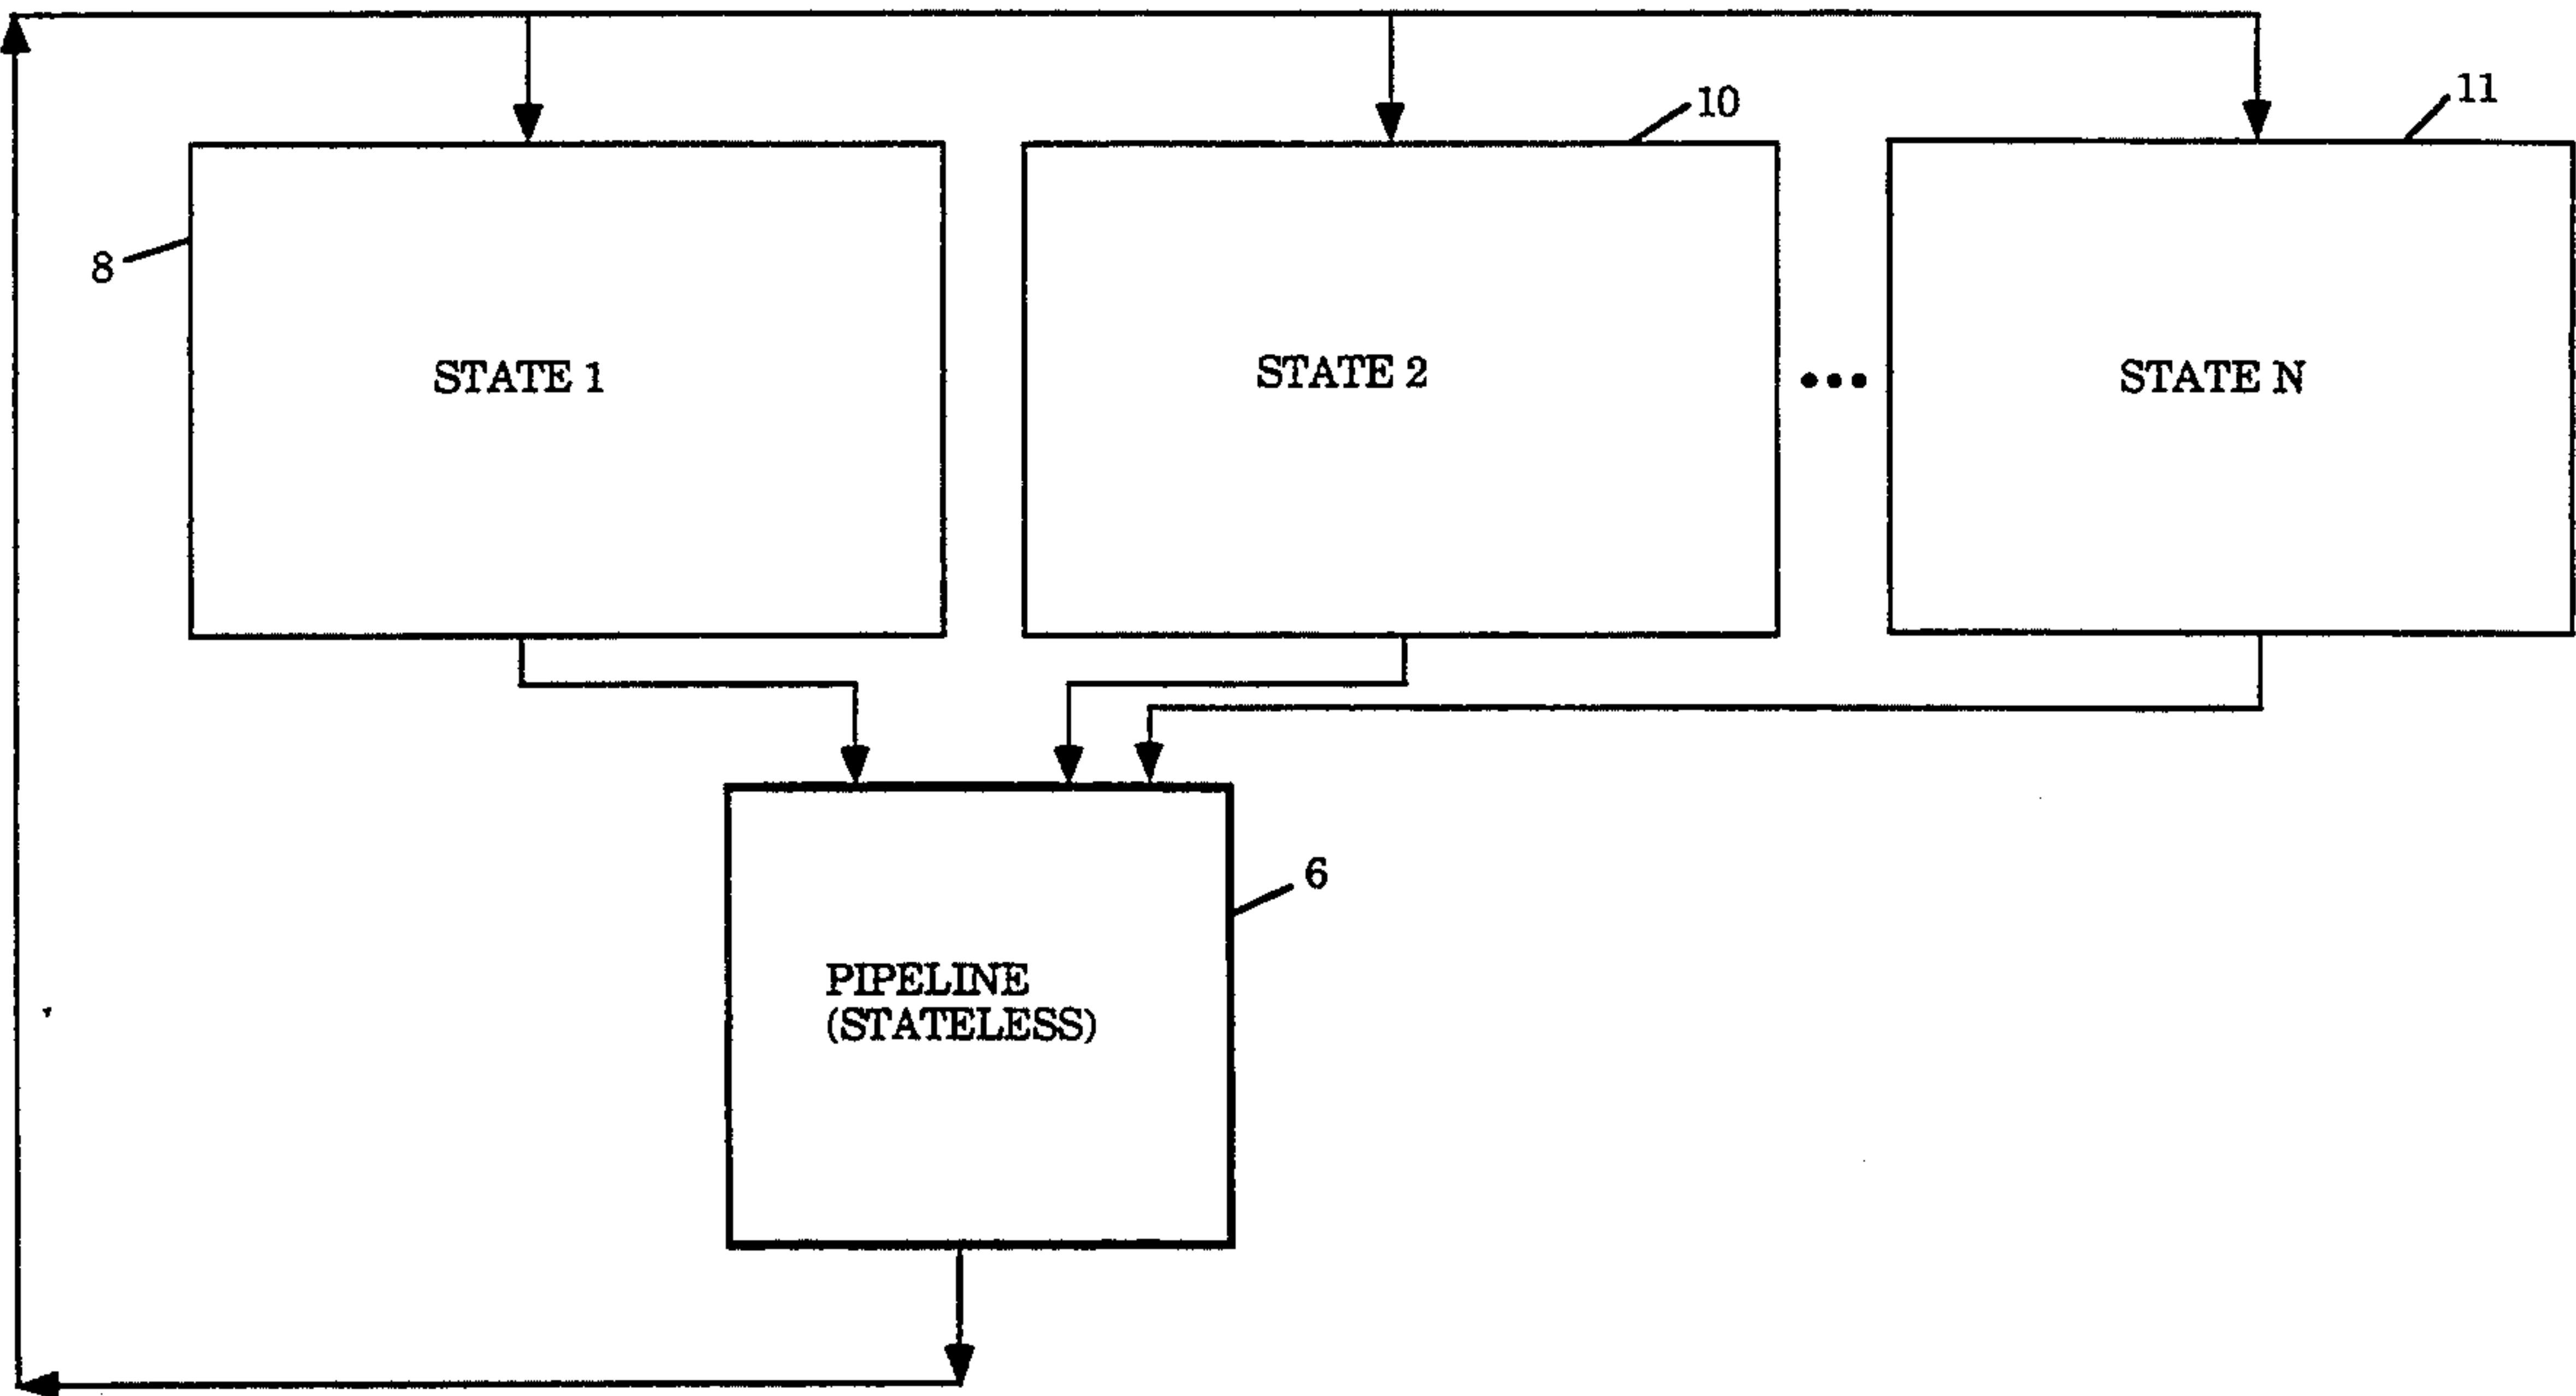 10
11
8
STATE 1
STATE 2
•••
STATE N
6
PIPELINE
(STATELESS)